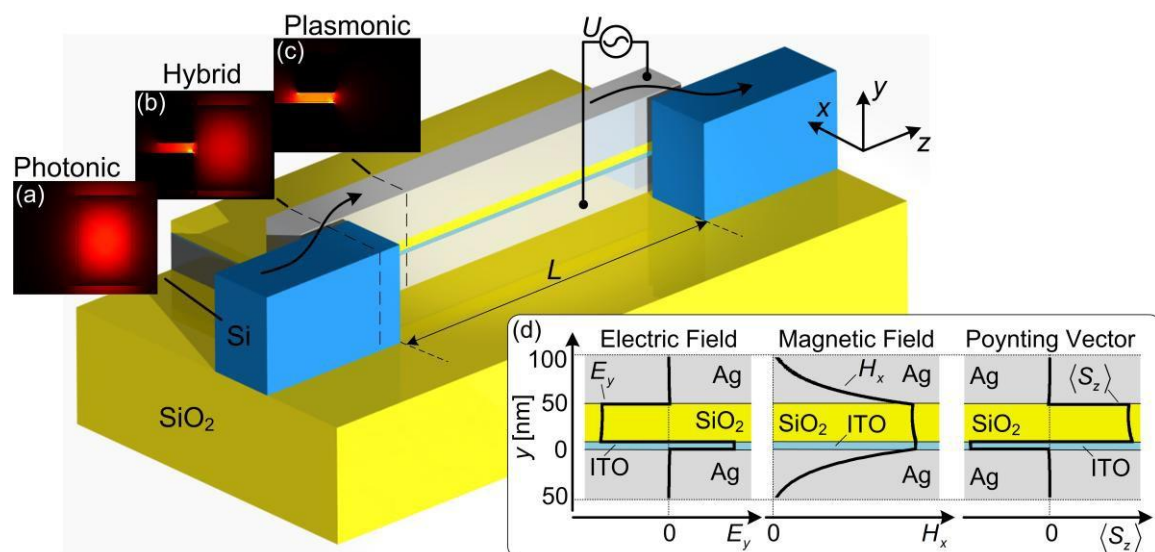 Plasmonic
(c)
Hybrid
(b)
Photonic
(a)
U
y
x
z
L
Si
SiO₂
(d)
Electric Field
Magnetic Field
Poynting Vector
y [nm]
100
50
0
50
E_y
Ag
SiO₂
ITO
Ag
0
E_y
H_x
Ag
SiO₂
ITO
Ag
0
H_x
Ag
⟨S_z⟩
SiO₂
ITO
Ag
0
⟨S_z⟩